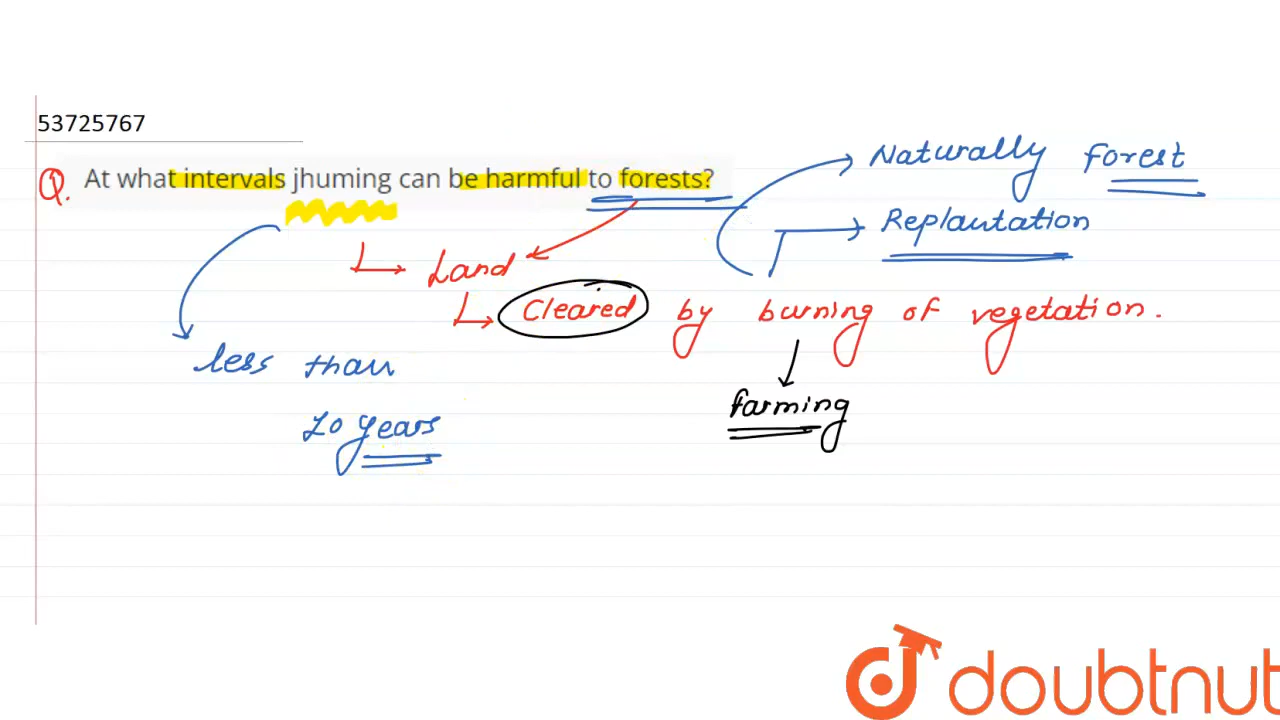 53725767
Q. At what intervals jhuming can be harmful to forests?
Naturally forest
Replantation
Land
Cleared by burning of vegetation.
less than
20 years
farming
doubtnut